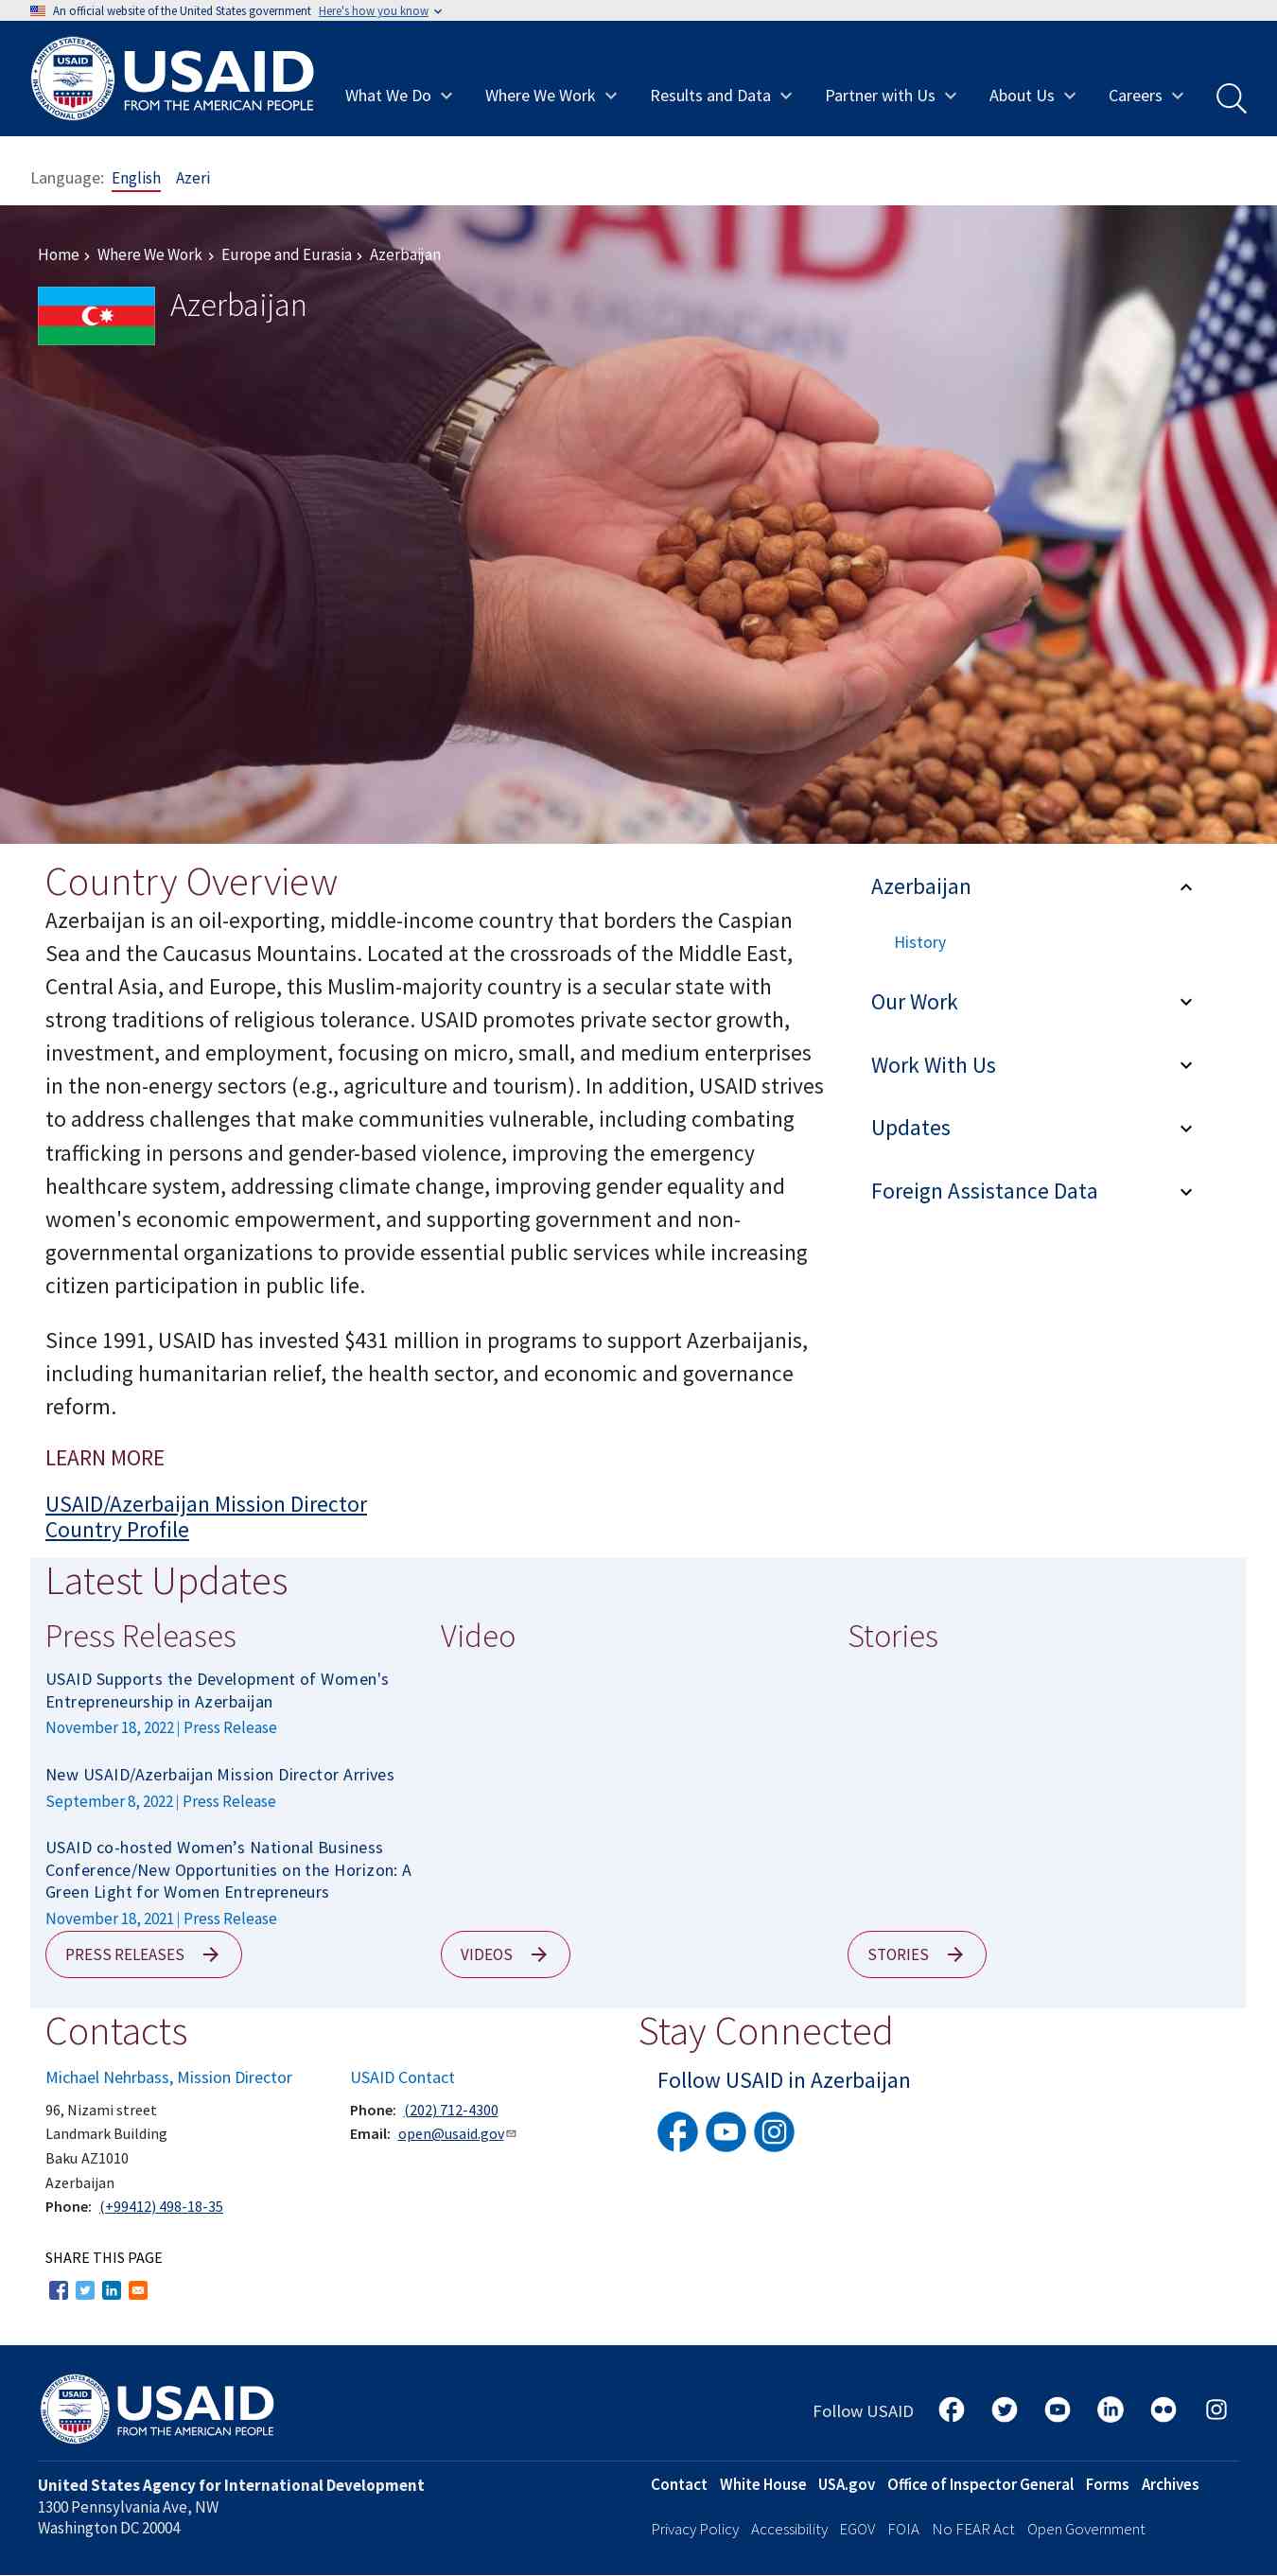 An official website of the United States government Here's how you know
UNITED STATES AGENCY
USAID
INTERNATIONAL DEVELOPMENT
USAID
FROM THE AMERICAN PEOPLE
What We Do Where We Work Results and Data Partner with Us About Us Careers
Language: English Azeri
USAID
Home Where We Work Europe and Eurasia Azerbaijan
Azerbaijan
Country Overview
Azerbaijan is an oil-exporting, middle-income country that borders the Caspian
Sea and the Caucasus Mountains. Located at the crossroads of the Middle East,
Central Asia, and Europe, this Muslim-majority country is a secular state with
strong traditions of religious tolerance. USAID promotes private sector growth,
investment, and employment, focusing on micro, small, and medium enterprises
in the non-energy sectors (e.g., agriculture and tourism). In addition, USAID strives
to address challenges that make communities vulnerable, including combating
trafficking in persons and gender-based violence, improving the emergency
healthcare system, addressing climate change, improving gender equality and
women's economic empowerment, and supporting government and non-
governmental organizations to provide essential public services while increasing
citizen participation in public life.
Since 1991, USAID has invested $431 million in programs to support Azerbaijanis,
including humanitarian relief, the health sector, and economic and governance
reform.
LEARN MORE
USAID/Azerbaijan Mission Director
Country Profile
Azerbaijan
History
Our Work
Work With Us
Updates
Foreign Assistance Data
Latest Updates
Press Releases
USAID Supports the Development of Women's
Entrepreneurship in Azerbaijan
November 18, 2022 | Press Release
New USAID/Azerbaijan Mission Director Arrives
September 8, 2022 | Press Release
USAID co-hosted Women’s National Business
Conference/New Opportunities on the Horizon: A
Green Light for Women Entrepreneurs
November 18, 2021 | Press Release
PRESS RELEASES
Video
VIDEOS
Stories
STORIES
Contacts
Michael Nehrbass, Mission Director
96, Nizami street
Landmark Building
Baku AZ1010
Azerbaijan
Phone: (+99412) 498-18-35
USAID Contact
Phone: (202) 712-4300
Email: open@usaid.gov
Stay Connected
Follow USAID in Azerbaijan
SHARE THIS PAGE
UNITED STATES AGENCY
USAID
INTERNATIONAL DEVELOPMENT
USAID
FROM THE AMERICAN PEOPLE
Follow USAID
United States Agency for International Development
1300 Pennsylvania Ave, NW
Washington DC 20004
Contact White House USA.gov Office of Inspector General Forms Archives
Privacy Policy Accessibility EGOV FOIA No FEAR Act Open Government